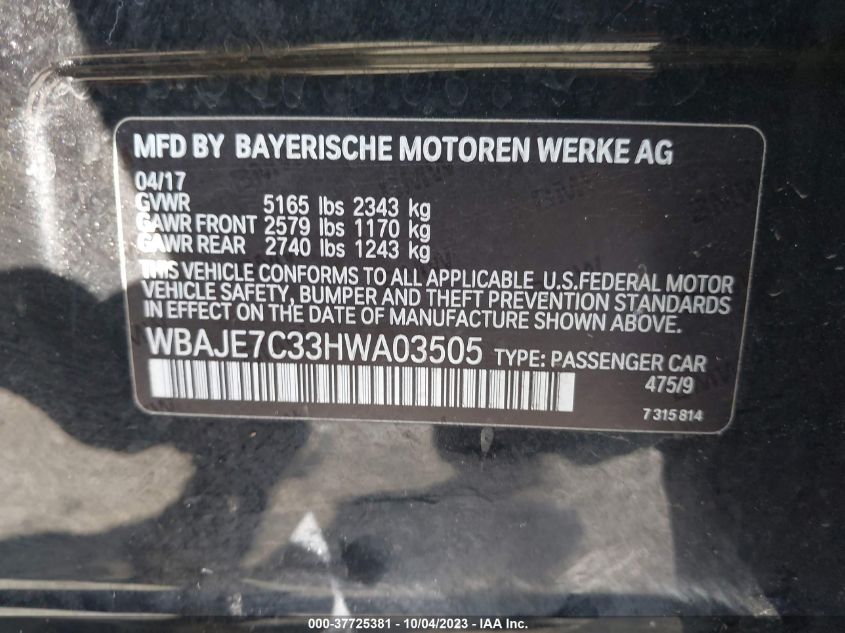 MFD BY BAYERISCHE MOTOREN WERKE AG
04/17
GVWR 5165 lbs 2343 kg
GAWR FRONT 2579 lbs 1170 kg
GAWR REAR 2740 lbs 1243 kg
THIS VEHICLE CONFORMS TO ALL APPLICABLE U.S.FEDERAL MOTOR
VEHICLE SAFETY, BUMPER AND THEFT PREVENTION STANDARDS
IN EFFECT ON THE DATE OF MANUFACTURE SHOWN ABOVE.
WBAJE7C33HWA03505 TYPE: PASSENGER CAR
475/9
7 315 814
000-37725381 - 10/04/2023 - IAA Inc.